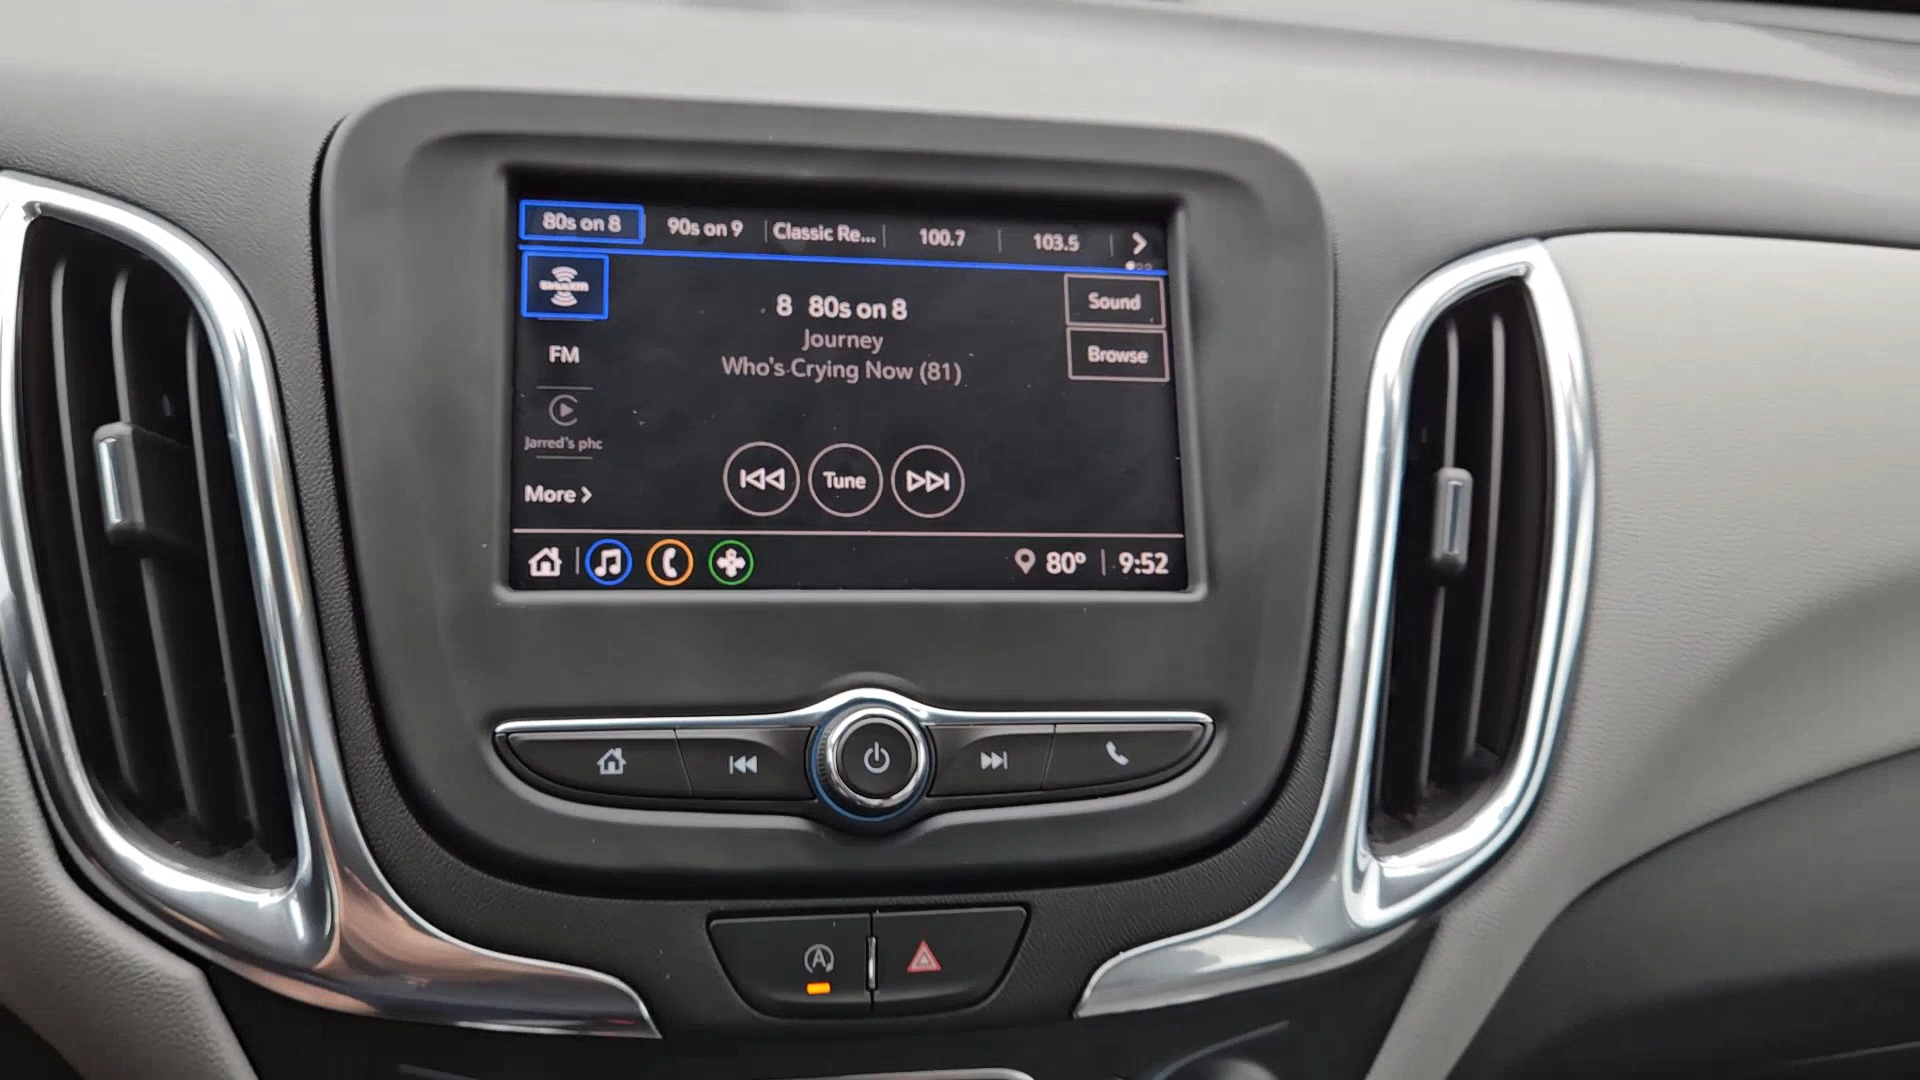 80s on 8
90s on 9
Classic Re...
100.7
103.5
SiriusXM
8 80s on 8
Journey
Who's Crying Now (81)
Sound
Browse
FM
Jarred's phc
More
Tune
80°
9:52
A